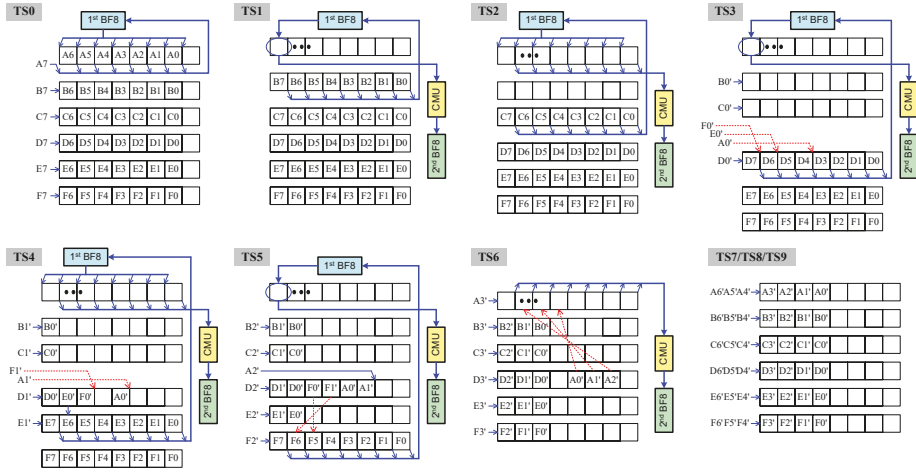 TS0
1st BF8
A6 A5 A4 A3 A2 A1 A0
A7
B7 B6 B5 B4 B3 B2 B1 B0
C7 C6 C5 C4 C3 C2 C1 C0
D7 D6 D5 D4 D3 D2 D1 D0
E7 E6 E5 E4 E3 E2 E1 E0
F7 F6 F5 F4 F3 F2 F1 F0
TS1
1st BF8
B7 B6 B5 B4 B3 B2 B1 B0
C7 C6 C5 C4 C3 C2 C1 C0
D7 D6 D5 D4 D3 D2 D1 D0
E7 E6 E5 E4 E3 E2 E1 E0
F7 F6 F5 F4 F3 F2 F1 F0
CMU
2nd BF8
TS2
1st BF8
C7 C6 C5 C4 C3 C2 C1 C0
D7 D6 D5 D4 D3 D2 D1 D0
E7 E6 E5 E4 E3 E2 E1 E0
F7 F6 F5 F4 F3 F2 F1 F0
CMU
2nd BF8
TS3
1st BF8
B0'
C0'
F0'
E0'
A0'
D0' D7 D6 D5 D4 D3 D2 D1 D0
E7 E6 E5 E4 E3 E2 E1 E0
F7 F6 F5 F4 F3 F2 F1 F0
CMU
2nd BF8
TS4
1st BF8
B1' B0'
C1' C0'
F1'
A1'
D1' D0' E0' F0' A0'
E1' E7 E6 E5 E4 E3 E2 E1 E0
F7 F6 F5 F4 F3 F2 F1 F0
CMU
2nd BF8
TS5
1st BF8
B2' B1' B0'
C2' C1' C0'
A2'
D2' D1' D0' F0' F1' A0' A1'
E2' E1' E0'
F2' F7 F6 F5 F4 F3 F2 F1 F0
CMU
2nd BF8
TS6
A3'
B3' B2' B1' B0'
C3' C2' C1' C0'
D3' D2' D1' D0' A0' A1' A2'
E3' E2' E1' E0'
F3' F2' F1' F0'
CMU
2nd BF8
TS7/TS8/TS9
A6'A5'A4' A3' A2' A1' A0'
B6'B5'B4' B3' B2' B1' B0'
C6'C5'C4' C3' C2' C1' C0'
D6'D5'D4' D3' D2' D1' D0'
E6'E5'E4' E3' E2' E1' E0'
F6'F5'F4' F3' F2' F1' F0'